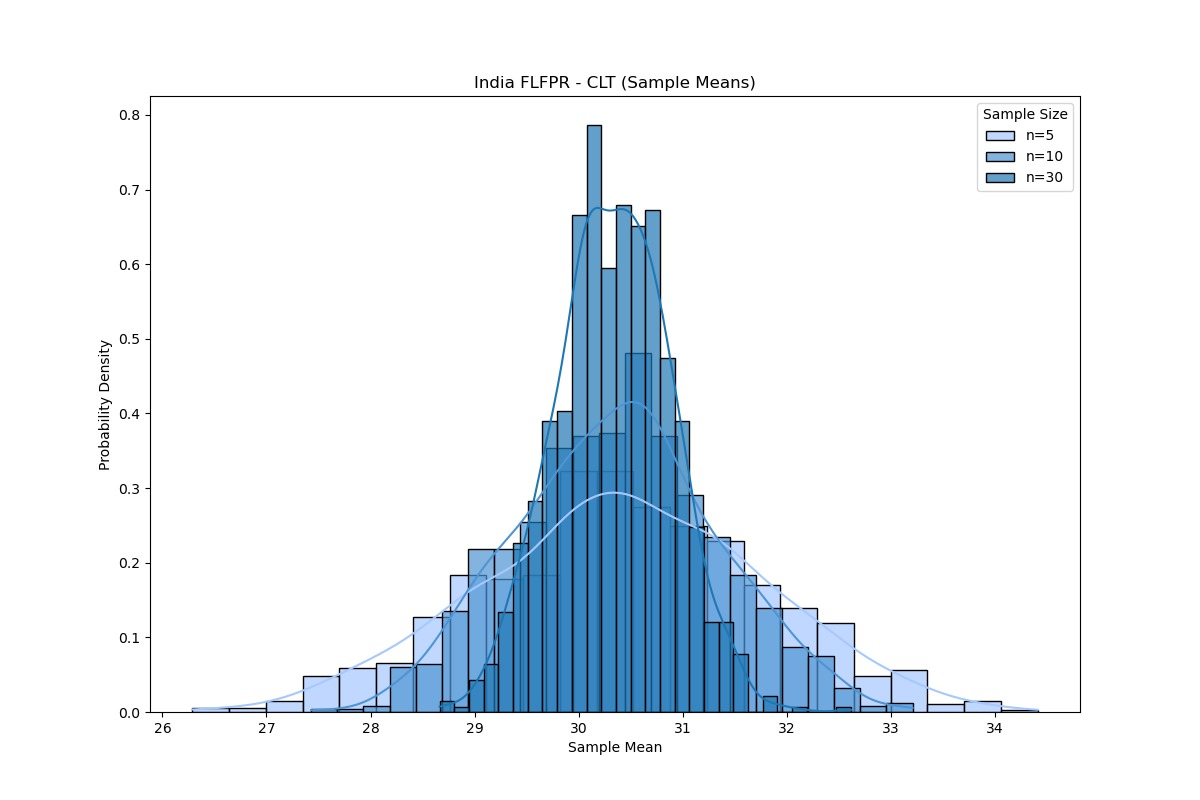 India FLFPR - CLT (Sample Means)
Sample Size
n=5
n=10
n=30
Probability Density
0.8
0.7
0.6
0.5
0.4
0.3
0.2
0.1
0.0
26 27 28 29 30 31 32 33 34
Sample Mean